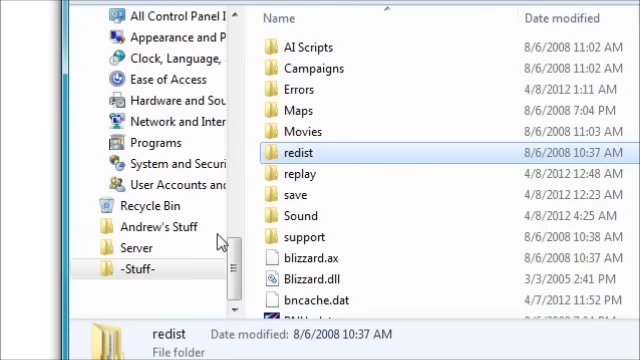 All Control Panel I
Appearance and P
Clock, Language,
Ease of Access
Hardware and Sou
Network and Inter
Programs
System and Securi
User Accounts and
Recycle Bin
Andrew's Stuff
Server
-Stuff-
Name Date modified
AI Scripts 8/6/2008 11:02 AM
Campaigns 8/6/2008 11:02 AM
Errors 4/8/2012 1:11 AM
Maps 8/6/2008 7:04 PM
Movies 8/6/2008 11:03 AM
redist 8/6/2008 10:37 AM
replay 4/8/2012 12:48 AM
save 4/8/2012 12:23 AM
Sound 4/8/2012 4:25 AM
support 8/6/2008 10:38 AM
blizzard.ax 8/6/2008 10:37 AM
Blizzard.dll 3/3/2005 2:41 PM
bncache.dat 4/7/2012 11:52 PM
redist Date modified: 8/6/2008 10:37 AM
File folder